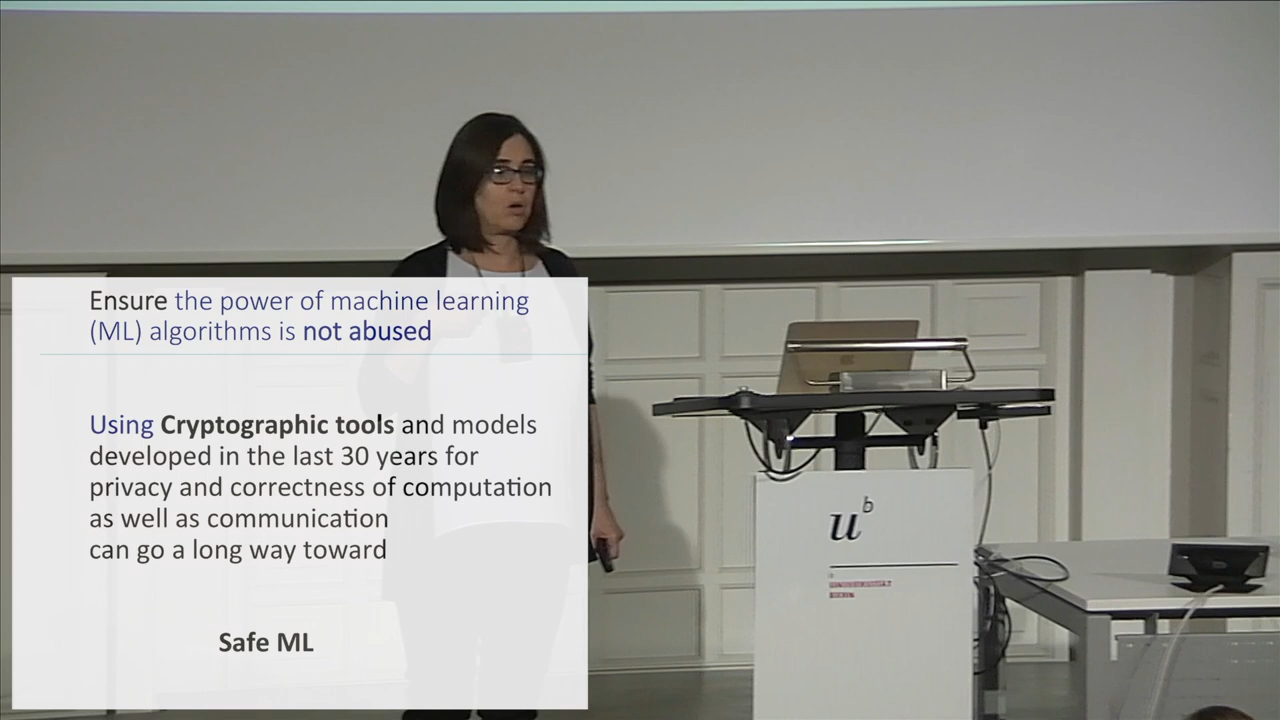 Ensure the power of machine learning
(ML) algorithms is not abused
Using Cryptographic tools and models
developed in the last 30 years for
privacy and correctness of computation
as well as communication
can go a long way toward
Safe ML
u
b